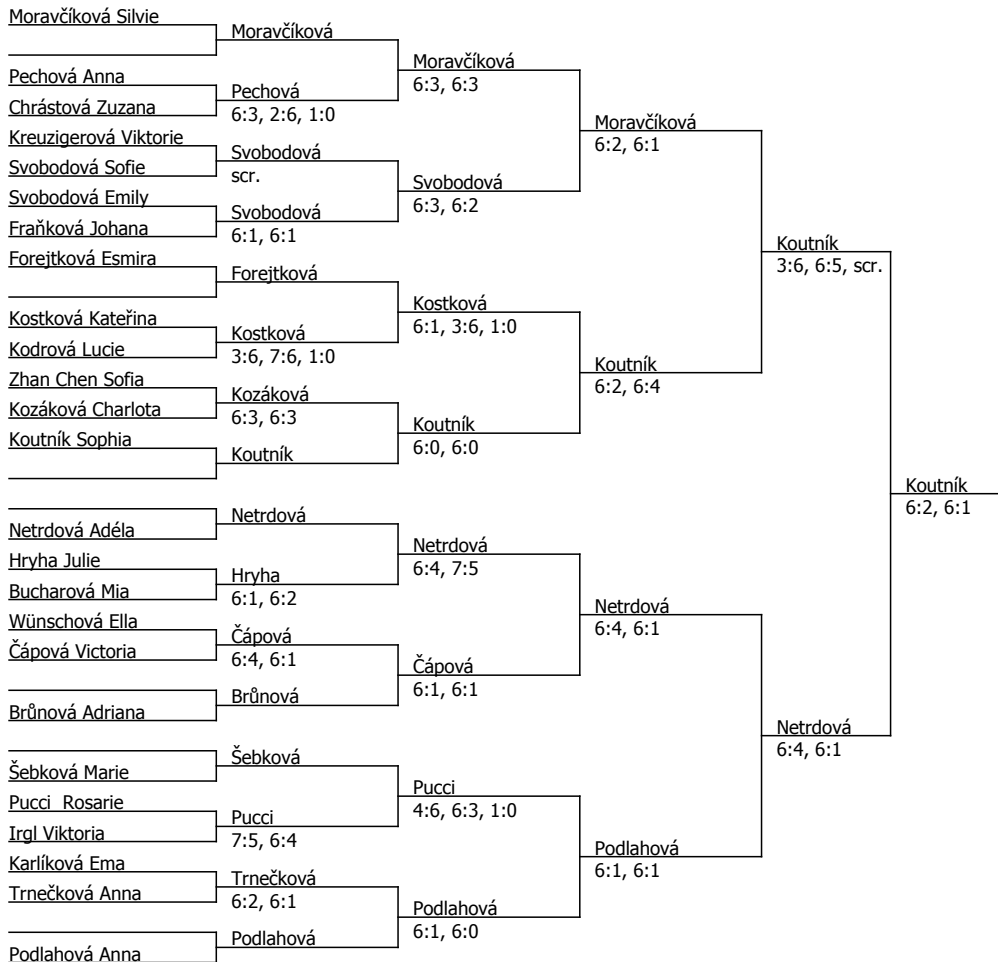 Moravčíková Silvie
Pechová Anna
Chrástová Zuzana
Kreuzigerová Viktorie
Svobodová Sofie
Svobodová Emily
Fraňková Johana
Forejtková Esmira
Kostková Kateřina
Kodrová Lucie
Zhan Chen Sofia
Kozáková Charlota
Koutník Sophia
Netrdová Adéla
Hryha Julie
Bucharová Mia
Wünschová Ella
Čápová Victoria
Brůnová Adriana
Šebková Marie
Pucci  Rosarie
Irgl Viktoria
Karlíková Ema
Trnečková Anna
Podlahová Anna
Moravčíková
Pechová
6:3, 2:6, 1:0
Svobodová
scr.
Svobodová
6:1, 6:1
Forejtková
Kostková
3:6, 7:6, 1:0
Kozáková
6:3, 6:3
Koutník
Netrdová
Hryha
6:1, 6:2
Čápová
6:4, 6:1
Brůnová
Šebková
Pucci
7:5, 6:4
Trnečková
6:2, 6:1
Podlahová
Moravčíková
6:3, 6:3
Svobodová
6:3, 6:2
Kostková
6:1, 3:6, 1:0
Koutník
6:0, 6:0
Netrdová
6:4, 7:5
Čápová
6:1, 6:1
Pucci
4:6, 6:3, 1:0
Podlahová
6:1, 6:0
Moravčíková
6:2, 6:1
Koutník
6:2, 6:4
Netrdová
6:4, 6:1
Podlahová
6:1, 6:1
Koutník
3:6, 6:5, scr.
Netrdová
6:4, 6:1
Koutník
6:2, 6:1